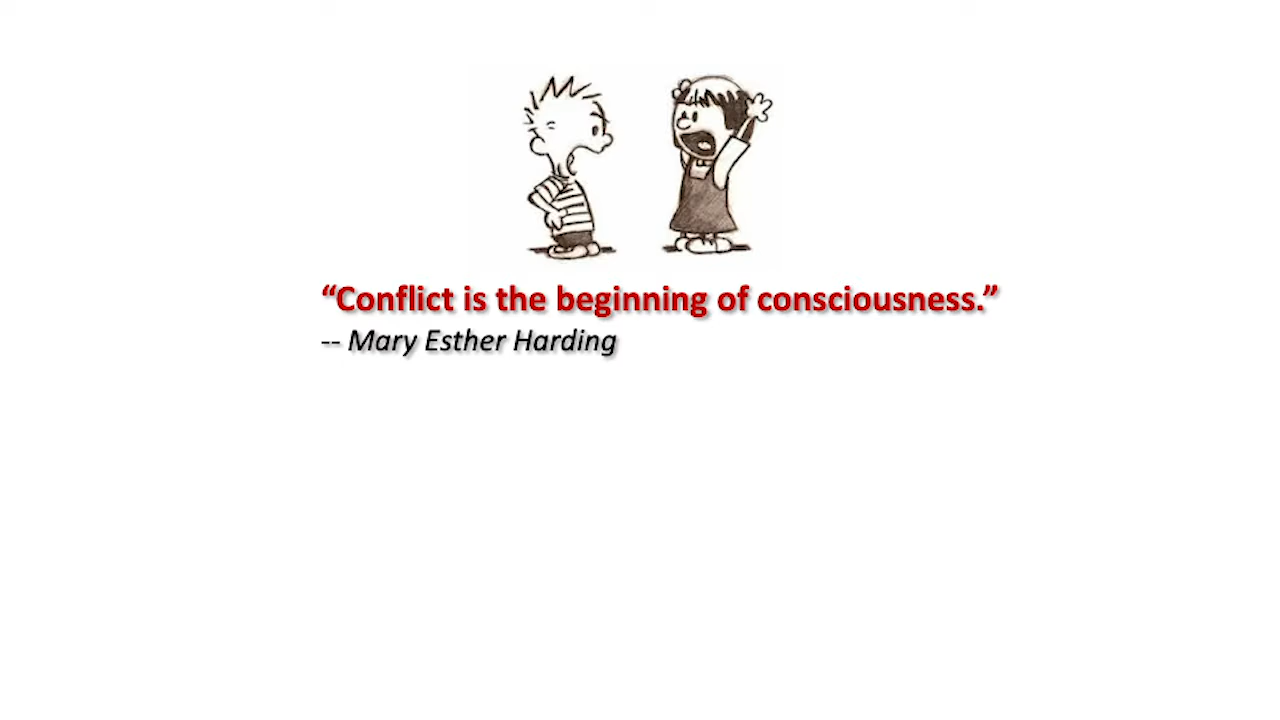 “Conflict is the beginning of consciousness.”
-- Mary Esther Harding